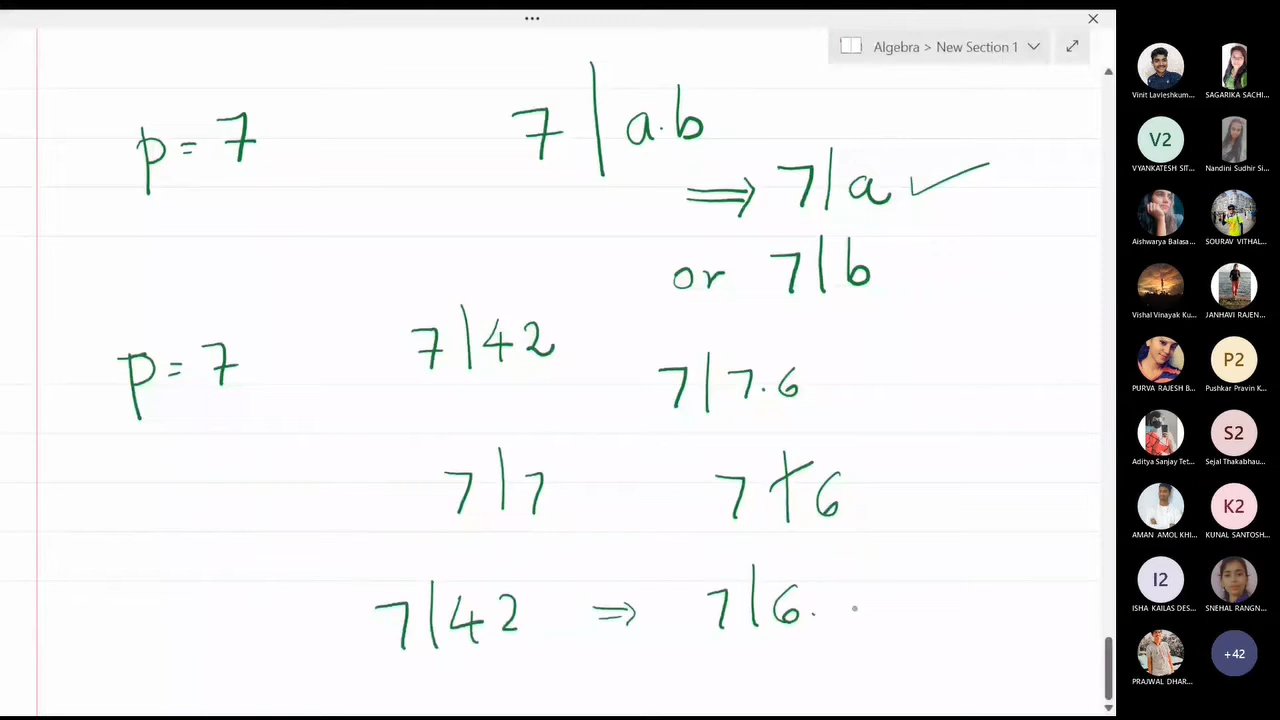 ...
Algebra > New Section 1
p = 7 7 | a.b
⟹ 7 | a ✓
or 7 | b
p = 7 7 | 42
7 | 7.6
7 | 7 7 ∤ 6
7 | 42 ⇒ 7 | 6.
Vinit Lavleshkum...
SAGARIKA SACHI...
V2
VYANKATESH SIT...
Nandini Sudhir Si...
Aishwarya Balasa...
SOURAV VITHAL...
Vishal Vinayak Ku...
JANHAVI RAJEN...
P2
PURVA RAJESH B...
Pushkar Pravin K...
S2
Aditya Sanjay Tet...
Sejal Thakabhau...
K2
AMAN AMOL KHI...
KUNAL SANTOSH...
I2
ISHA KAILAS DES...
SNEHAL RANGN...
+42
PRAJWAL DHAR...